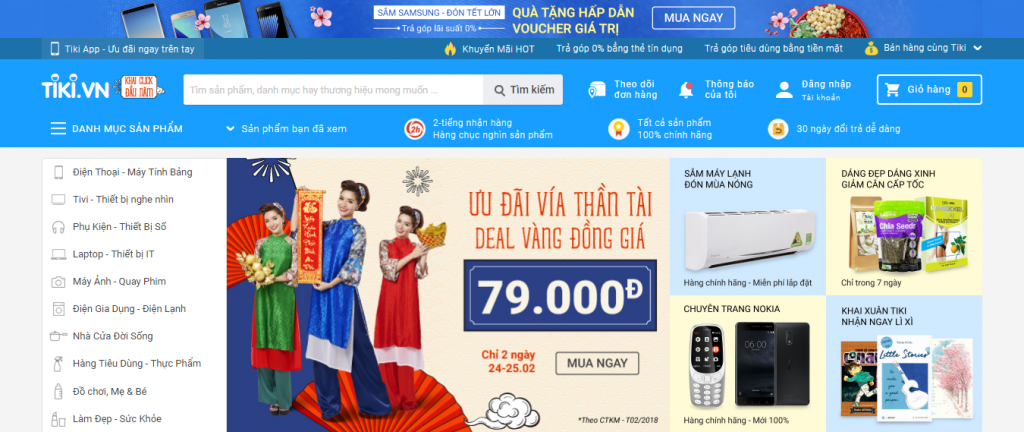 SẮM SAMSUNG - ĐÓN TẾT LỚN
Trả góp lãi suất 0%
QUÀ TẶNG HẤP DẪN
VOUCHER GIÁ TRỊ
MUA NGAY
Tiki App - Ưu đãi ngay trên tay
Khuyến Mãi HOT
Trả góp 0% bằng thẻ tín dụng
Trả góp tiêu dùng bằng tiền mặt
Bán hàng cùng Tiki
TIKI.VN
KHAI CLICK
ĐẦU NĂM
Tìm sản phẩm, danh mục hay thương hiệu mong muốn ...
Tìm kiếm
Theo dõi
đơn hàng
Thông báo
của tôi
Đăng nhập
Tài khoản
Giỏ hàng
0
DANH MỤC SẢN PHẨM
Sản phẩm bạn đã xem
2h
2-tiếng nhận hàng
Hàng chục nghìn sản phẩm
Tất cả sản phẩm
100% chính hãng
30 ngày đổi trả dễ dàng
Điện Thoại - Máy Tính Bảng
Tivi - Thiết bị nghe nhìn
Phụ Kiện - Thiết Bị Số
Laptop - Thiết bị IT
Máy Ảnh - Quay Phim
Điện Gia Dụng - Điện Lạnh
Nhà Cửa Đời Sống
Hàng Tiêu Dùng - Thực Phẩm
Đồ chơi, Mẹ & Bé
Làm Đẹp - Sức Khỏe
ƯU ĐÃI VÍA THẦN TÀI
DEAL VÀNG ĐỒNG GIÁ
79.000Đ
Chỉ 2 ngày
24-25.02
MUA NGAY
*Theo CTKM - T02/2018
SẮM MÁY LẠNH
ĐÓN MÙA NÓNG
Hàng chính hãng - Miễn phí lắp đặt
DÁNG ĐẸP DÁNG XINH
GIẢM CÂN CẤP TỐC
Chia Seeds
Chỉ trong 7 ngày
CHUYÊN TRANG NOKIA
Hàng chính hãng - Mới 100%
KHAI XUÂN TIKI
NHẬN NGAY LÌ XÌ
Little Stories